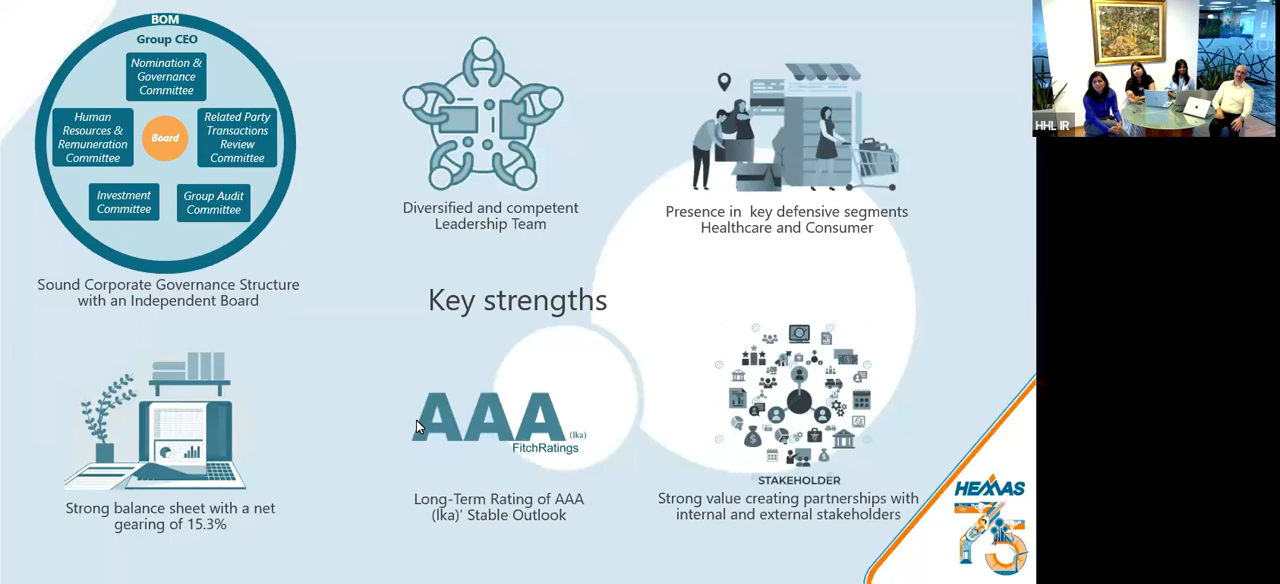 BOM
Group CEO
Nomination &
Governance
Committee
Human
Resources &
Remuneration
Committee
Board
Related Party
Transactions
Review
Committee
Investment
Committee
Group Audit
Committee
Sound Corporate Governance Structure
with an Independent Board
Diversified and competent
Leadership Team
Presence in key defensive segments
Healthcare and Consumer
HHL IR
Key strengths
Strong balance sheet with a net
gearing of 15.3%
AAA
(lka)
FitchRatings
Long-Term Rating of AAA
(lka)’ Stable Outlook
STAKEHOLDER
Strong value creating partnerships with
internal and external stakeholders
HEMAS
75